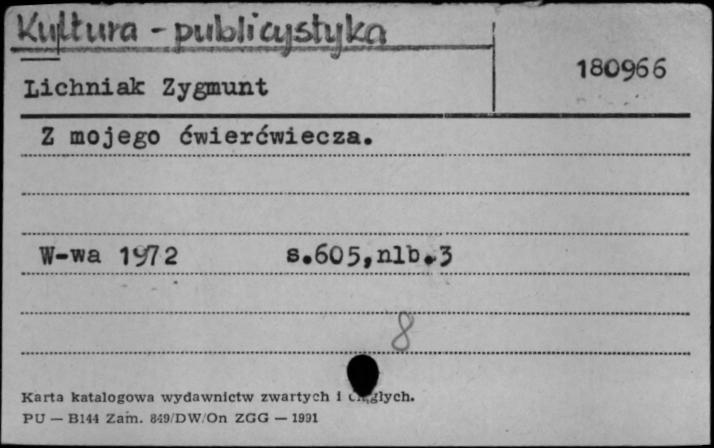 Kultura - publicystyka
180966
Lichniak Zygmunt
Z mojego ćwierćwiecza.
W-wa 1972 s.605,nlb.3
8
Karta katalogowa wydawnictw zwartych i ciągłych.
PU — B144 Zam. 849/DW/On ZGG — 1991